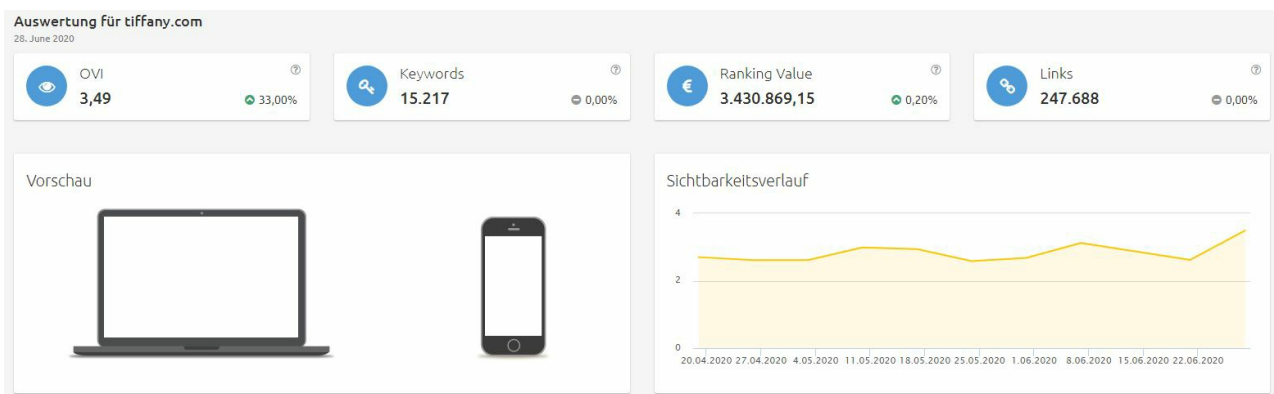 Auswertung für tiffany.com
28. June 2020
OVI
3,49
33,00%
Keywords
15.217
0,00%
Ranking Value
3.430.869,15
0,20%
Links
247.688
0,00%
Vorschau
Sichtbarkeitsverlauf
4
2
0
20.04.2020 27.04.2020 4.05.2020 11.05.2020 18.05.2020 25.05.2020 1.06.2020 8.06.2020 15.06.2020 22.06.2020